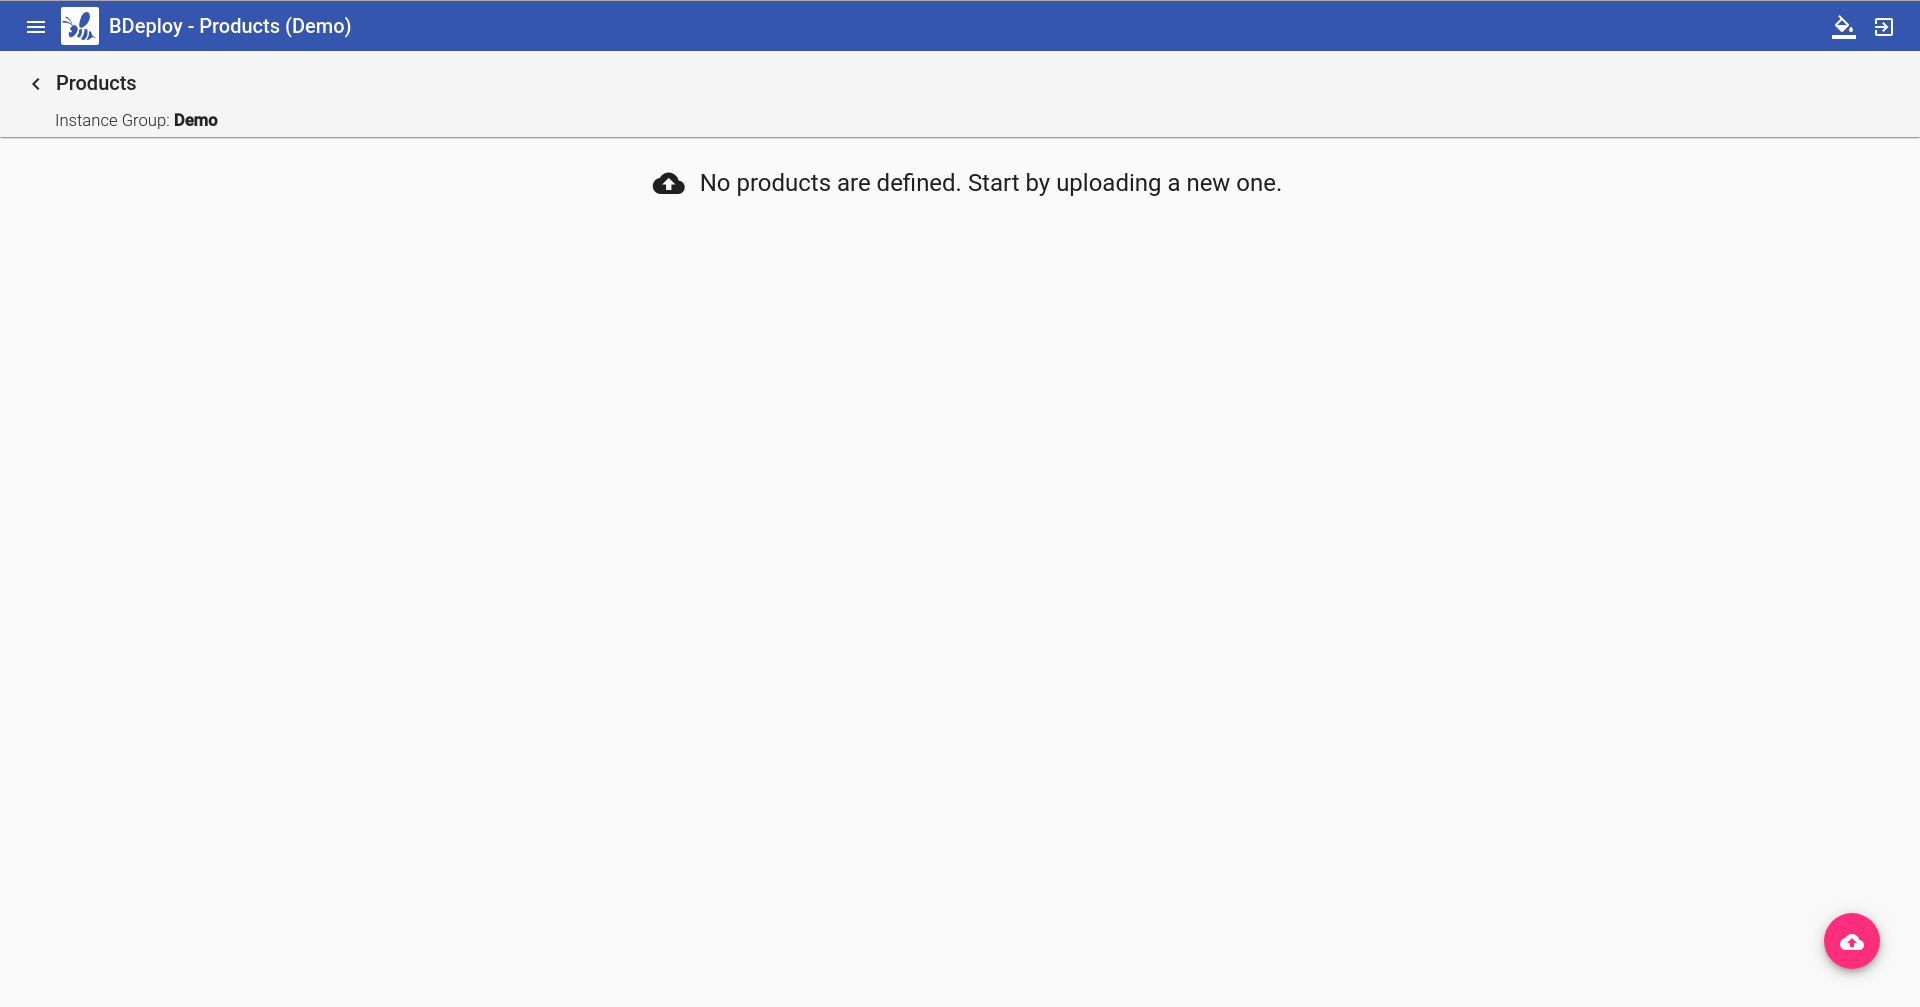 BDeploy - Products (Demo)
Products
Instance Group: Demo
No products are defined. Start by uploading a new one.